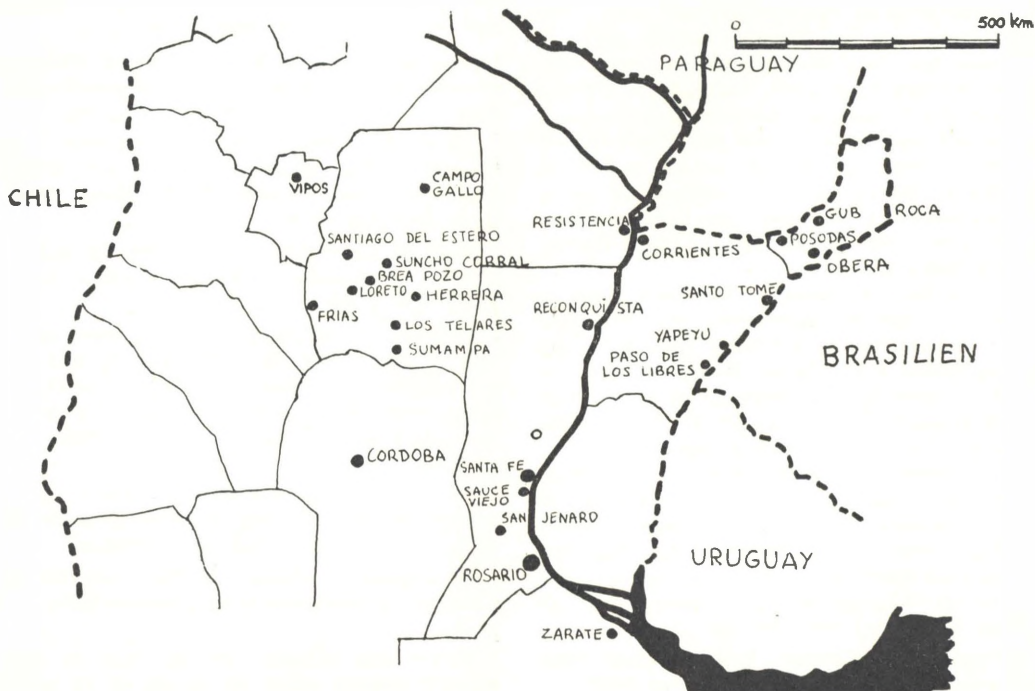 0 500 km
PARAGUAY
CHILE
VIPOS
CAMPO
GALLO
RESISTENCIA
CORRIENTES
GUB ROCA
POSODAS
OBERA
SANTIAGO DEL ESTERO
SUNCHO CORRAL
BREA POZO
LORETO
HERRERA
FRIAS
LOS TELARES
SUMAMPA
RECONQUISTA
SANTO TOME
YAPEYU
PASO DE
LOS LIBRES
BRASILIEN
CORDOBA
SANTA FE
SAUCE
VIEJO
SAN JENARO
ROSARIO
URUGUAY
ZARATE